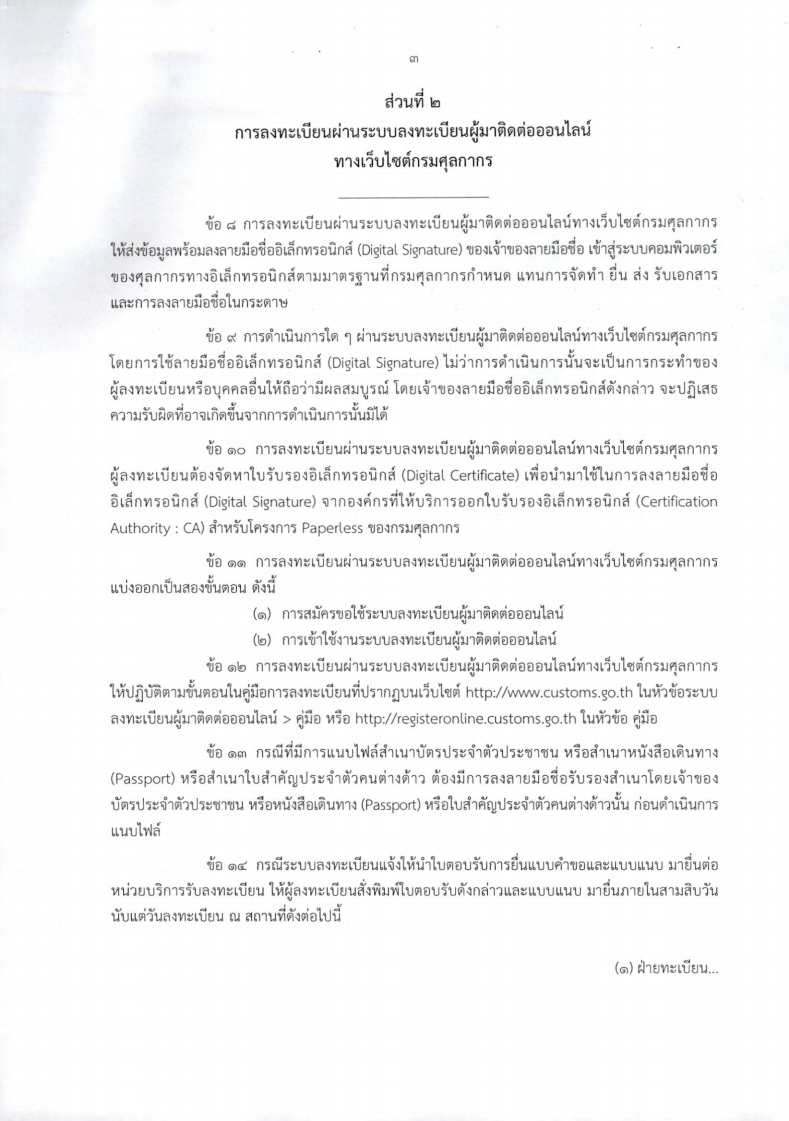 ๓
ส่วนที่ ๒
การลงทะเบียนผ่านระบบลงทะเบียนผู้มาติดต่อออนไลน์
ทางเว็บไซต์กรมศุลกากร
ข้อ ๘ การลงทะเบียนผ่านระบบลงทะเบียนผู้มาติดต่อออนไลน์ทางเว็บไซต์กรมศุลกากร
ให้ส่งข้อมูลพร้อมลงลายมือชื่ออิเล็กทรอนิกส์ (Digital Signature) ของเจ้าของลายมือชื่อ เข้าสู่ระบบคอมพิวเตอร์
ของศุลกากรทางอิเล็กทรอนิกส์ตามมาตรฐานที่กรมศุลกากรกำหนด แทนการจัดทำ ยื่น ส่ง รับเอกสาร
และการลงลายมือชื่อในกระดาษ
ข้อ ๙ การดำเนินการใด ๆ ผ่านระบบลงทะเบียนผู้มาติดต่อออนไลน์ทางเว็บไซต์กรมศุลกากร
โดยการใช้ลายมือชื่ออิเล็กทรอนิกส์ (Digital Signature) ไม่ว่าการดำเนินการนั้นจะเป็นการกระทำของ
ผู้ลงทะเบียนหรือบุคคลอื่นให้ถือว่ามีผลสมบูรณ์ โดยเจ้าของลายมือชื่ออิเล็กทรอนิกส์ดังกล่าว จะปฏิเสธ
ความรับผิดที่อาจเกิดขึ้นจากการดำเนินการนั้นมิได้
ข้อ ๑๐ การลงทะเบียนผ่านระบบลงทะเบียนผู้มาติดต่อออนไลน์ทางเว็บไซต์กรมศุลกากร
ผู้ลงทะเบียนต้องจัดหาใบรับรองอิเล็กทรอนิกส์ (Digital Certificate) เพื่อนำมาใช้ในการลงลายมือชื่อ
อิเล็กทรอนิกส์ (Digital Signature) จากองค์กรที่ให้บริการออกใบรับรองอิเล็กทรอนิกส์ (Certification
Authority : CA) สำหรับโครงการ Paperless ของกรมศุลกากร
ข้อ ๑๑ การลงทะเบียนผ่านระบบลงทะเบียนผู้มาติดต่อออนไลน์ทางเว็บไซต์กรมศุลกากร
แบ่งออกเป็นสองขั้นตอน ดังนี้
(๑) การสมัครขอใช้ระบบลงทะเบียนผู้มาติดต่อออนไลน์
(๒) การเข้าใช้งานระบบลงทะเบียนผู้มาติดต่อออนไลน์
ข้อ ๑๒ การลงทะเบียนผ่านระบบลงทะเบียนผู้มาติดต่อออนไลน์ทางเว็บไซต์กรมศุลกากร
ให้ปฏิบัติตามขั้นตอนในคู่มือการลงทะเบียนที่ปรากฏบนเว็บไซต์ http://www.customs.go.th ในหัวข้อระบบ
ลงทะเบียนผู้มาติดต่อออนไลน์ > คู่มือ หรือ http://registeronline.customs.go.th ในหัวข้อ คู่มือ
ข้อ ๑๓ กรณีที่มีการแนบไฟล์สำเนาบัตรประจำตัวประชาชน หรือสำเนาหนังสือเดินทาง
(Passport) หรือสำเนาใบสำคัญประจำตัวคนต่างด้าว ต้องมีการลงลายมือชื่อรับรองสำเนาโดยเจ้าของ
บัตรประจำตัวประชาชน หรือหนังสือเดินทาง (Passport) หรือใบสำคัญประจำตัวคนต่างด้าวนั้น ก่อนดำเนินการ
แนบไฟล์
ข้อ ๑๔ กรณีระบบลงทะเบียนแจ้งให้นำใบตอบรับการยื่นแบบคำขอและแบบแนบ มายื่นต่อ
หน่วยบริการรับลงทะเบียน ให้ผู้ลงทะเบียนสั่งพิมพ์ใบตอบรับดังกล่าวและแบบแนบ มายื่นภายในสามสิบวัน
นับแต่วันลงทะเบียน ณ สถานที่ดังต่อไปนี้
(๑) ฝ่ายทะเบียน...